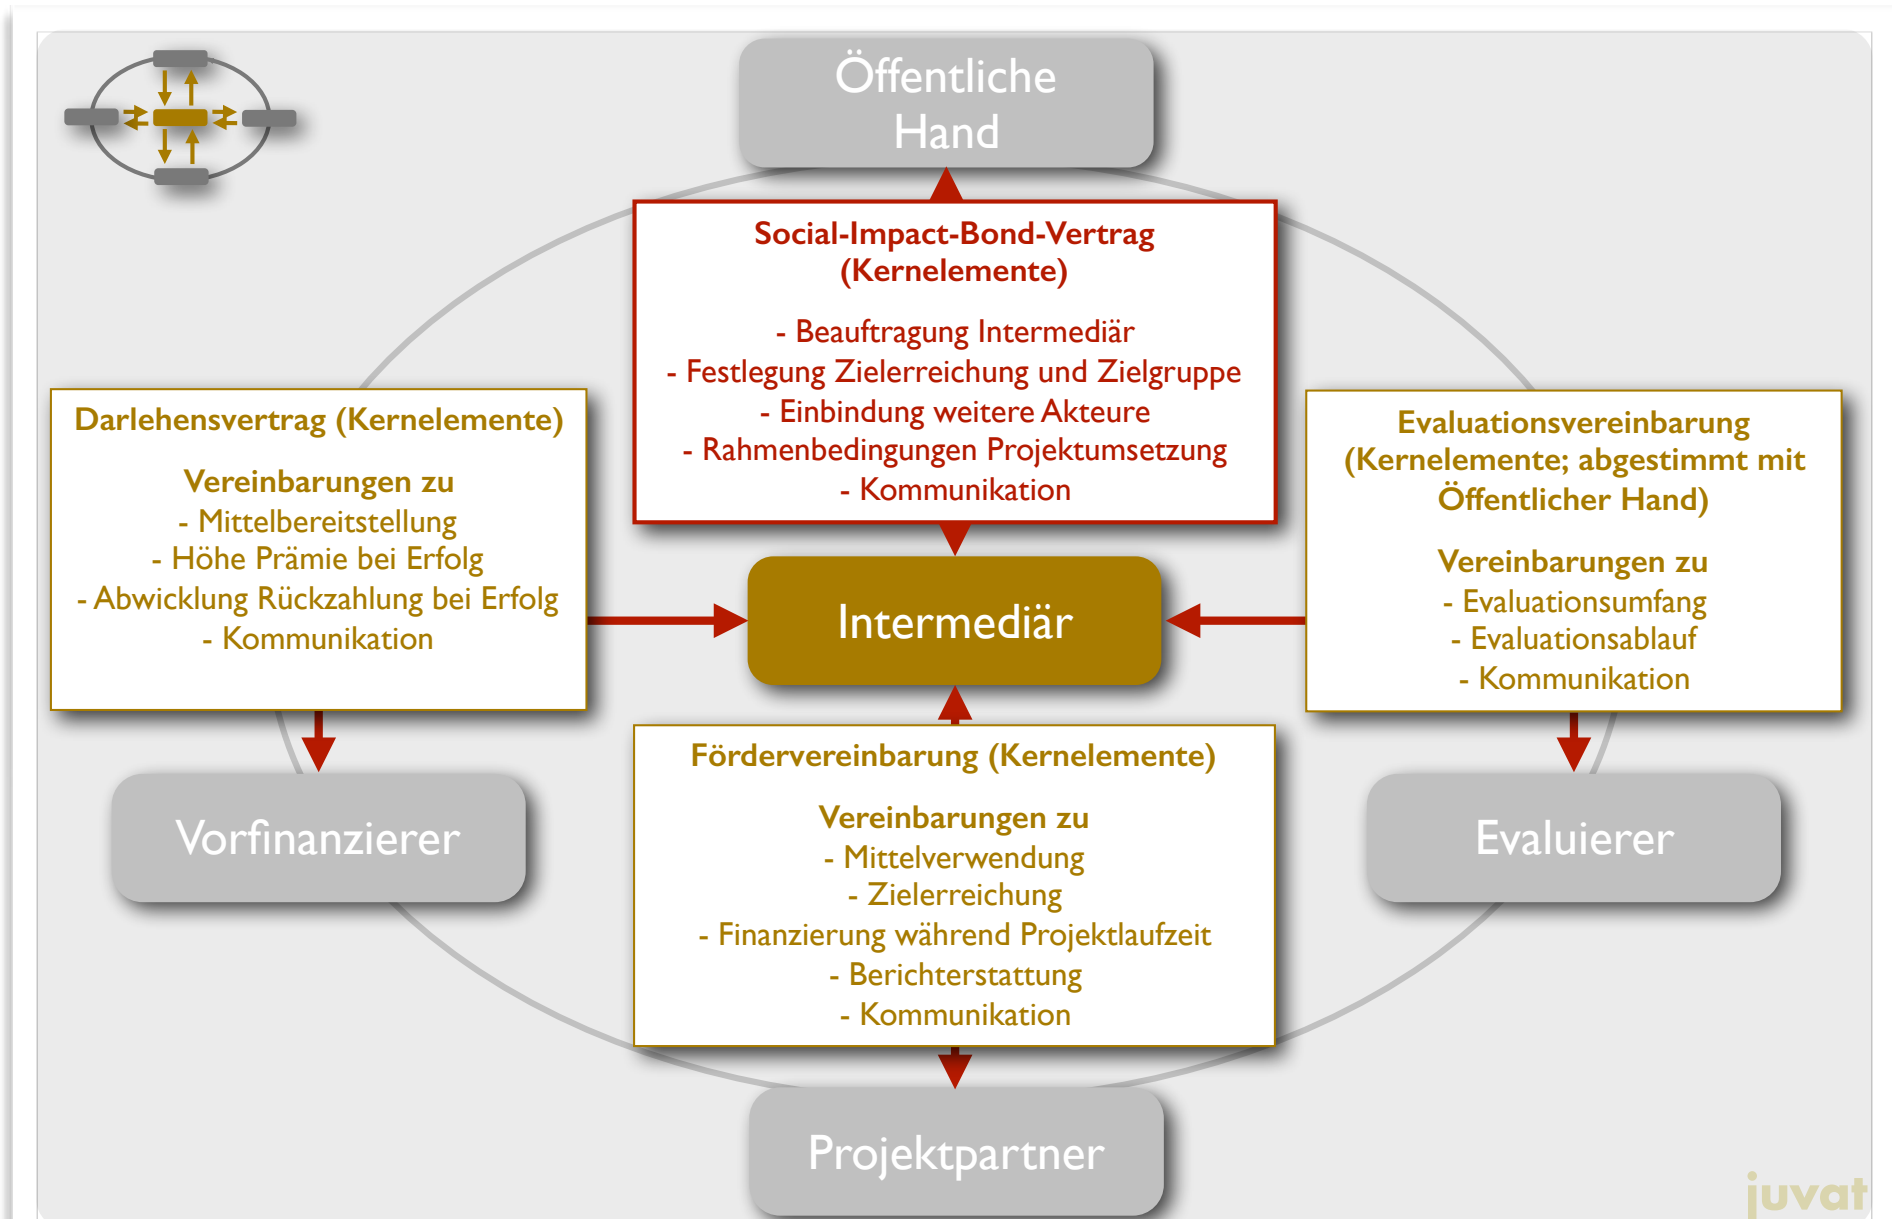 Öffentliche
Hand
Social-Impact-Bond-Vertrag
(Kernelemente)
- Beauftragung Intermediär
- Festlegung Zielerreichung und Zielgruppe
- Einbindung weitere Akteure
- Rahmenbedingungen Projektumsetzung
- Kommunikation
Darlehensvertrag (Kernelemente)
Vereinbarungen zu
- Mittelbereitstellung
- Höhe Prämie bei Erfolg
- Abwicklung Rückzahlung bei Erfolg
- Kommunikation
Evaluationsvereinbarung
(Kernelemente; abgestimmt mit
Öffentlicher Hand)
Vereinbarungen zu
- Evaluationsumfang
- Evaluationsablauf
- Kommunikation
Intermediär
Fördervereinbarung (Kernelemente)
Vereinbarungen zu
- Mittelverwendung
- Zielerreichung
- Finanzierung während Projektlaufzeit
- Berichterstattung
- Kommunikation
Vorfinanzierer
Evaluierer
Projektpartner
juvat